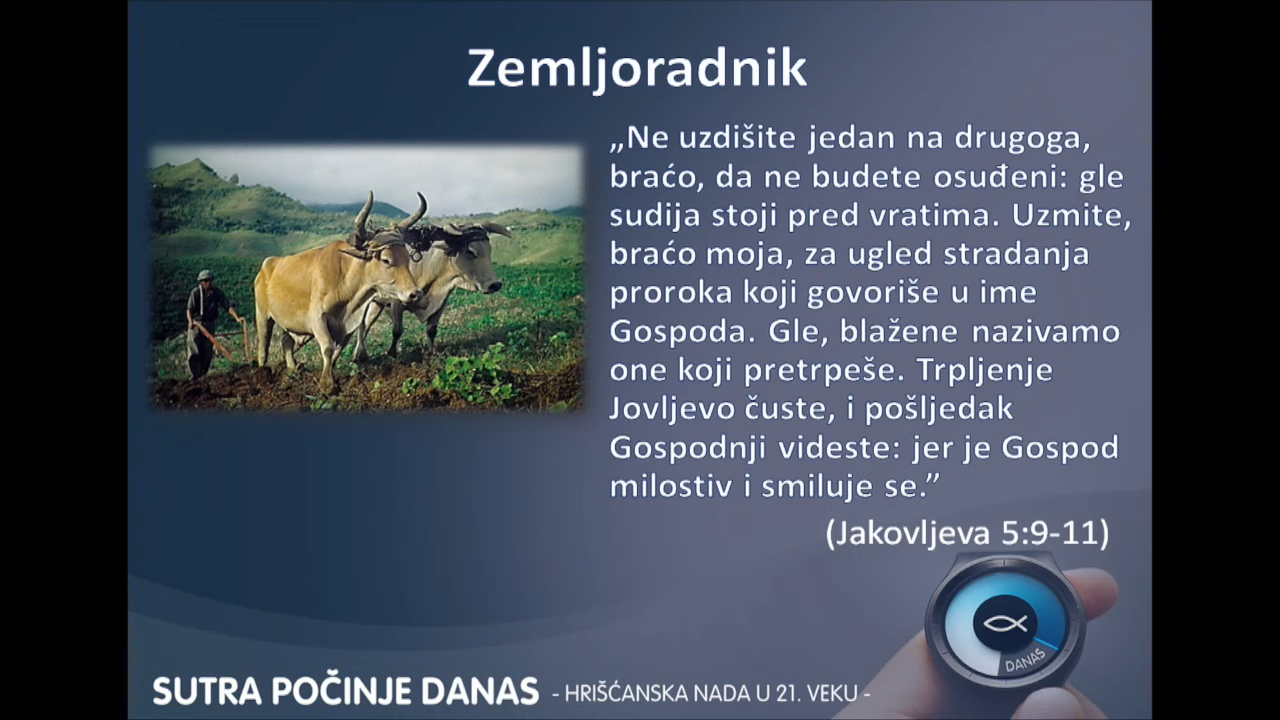 Zemljoradnik
„Ne uzdišite jedan na drugoga,
braćo, da ne budete osuđeni: gle
sudija stoji pred vratima. Uzmite,
braćo moja, za ugled stradanja
proroka koji govoriše u ime
Gospoda. Gle, blažene nazivamo
one koji pretrpeše. Trpljenje
Jovljevo čuste, i pošljedak
Gospodnji videste: jer je Gospod
milostiv i smiluje se.”
(Jakovljeva 5:9-11)
DANAS
SUTRA POČINJE DANAS - HRIŠĆANSKA NADA U 21. VEKU -